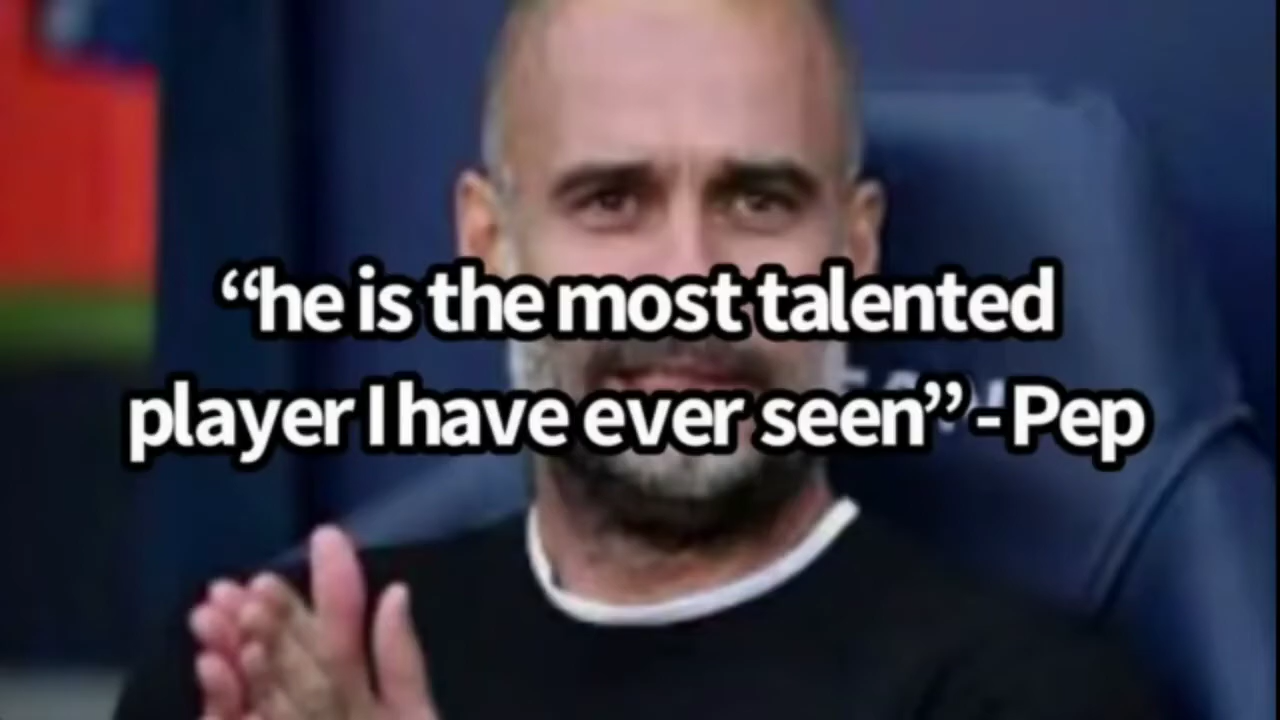 “he is the most talented
player I have ever seen” - Pep